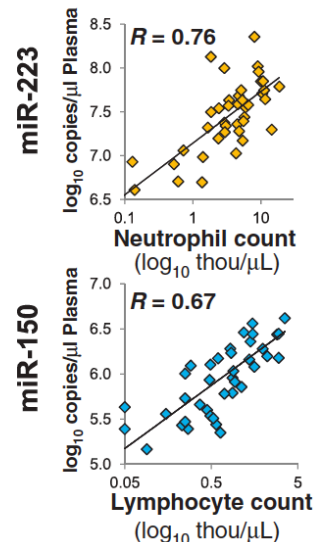 miR-223
log10 copies/µl Plasma
R = 0.76
8.5
8.0
7.5
7.0
6.5
0.1
1
10
Neutrophil count
(log10 thou/µL)
miR-150
log10 copies/µl Plasma
R = 0.67
7.0
6.5
6.0
5.5
5.0
0.05
0.5
5
Lymphocyte count
(log10 thou/µL)